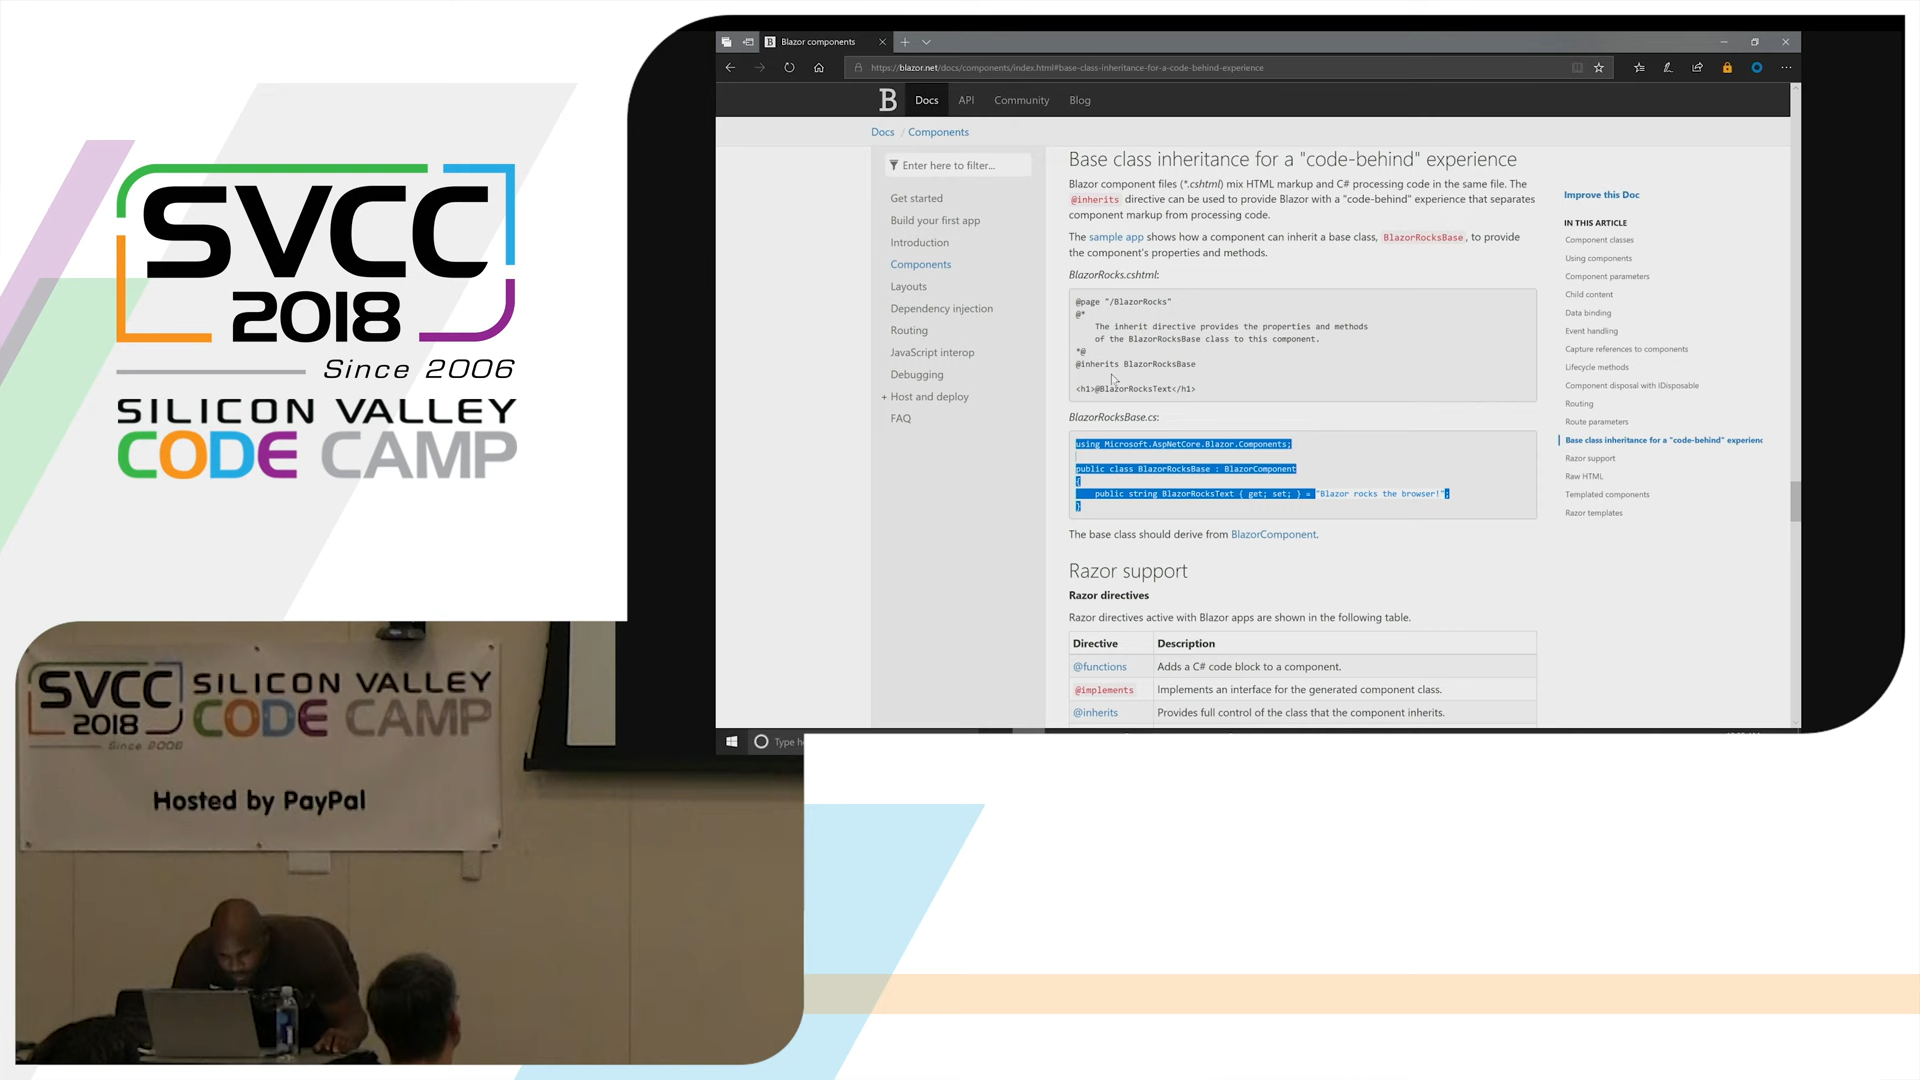 SVCC
2018
Since 2006
SILICON VALLEY
CODE CAMP
Blazor components
https://blazor.net/docs/components/index.html#base-class-inheritance-for-a-code-behind-experience
B Docs API Community Blog
Docs / Components
Enter here to filter...
Get started
Build your first app
Introduction
Components
Layouts
Dependency injection
Routing
JavaScript interop
Debugging
+ Host and deploy
FAQ
Base class inheritance for a "code-behind" experience
Blazor component files (*.cshtml) mix HTML markup and C# processing code in the same file. The
@inherits directive can be used to provide Blazor with a "code-behind" experience that separates
component markup from processing code.
The sample app shows how a component can inherit a base class, BlazorRocksBase, to provide
the component's properties and methods.
BlazorRocks.cshtml:
@page "/BlazorRocks"
@*
The inherit directive provides the properties and methods
of the BlazorRocksBase class to this component.
*@
@inherits BlazorRocksBase
<h1>@BlazorRocksText</h1>
BlazorRocksBase.cs:
using Microsoft.AspNetCore.Blazor.Components;
public class BlazorRocksBase : BlazorComponent
{
public string BlazorRocksText { get; set; } = "Blazor rocks the browser!";
}
The base class should derive from BlazorComponent.
Razor support
Razor directives
Razor directives active with Blazor apps are shown in the following table.
Directive Description
@functions Adds a C# code block to a component.
@implements Implements an interface for the generated component class.
@inherits Provides full control of the class that the component inherits.
Improve this Doc
IN THIS ARTICLE
Component classes
Using components
Component parameters
Child content
Data binding
Event handling
Capture references to components
Lifecycle methods
Component disposal with IDisposable
Routing
Route parameters
Base class inheritance for a "code-behind" experienc
Razor support
Raw HTML
Templated components
Razor templates
Type h
SVCC
2018
Since 2006
SILICON VALLEY
CODE CAMP
Hosted by PayPal